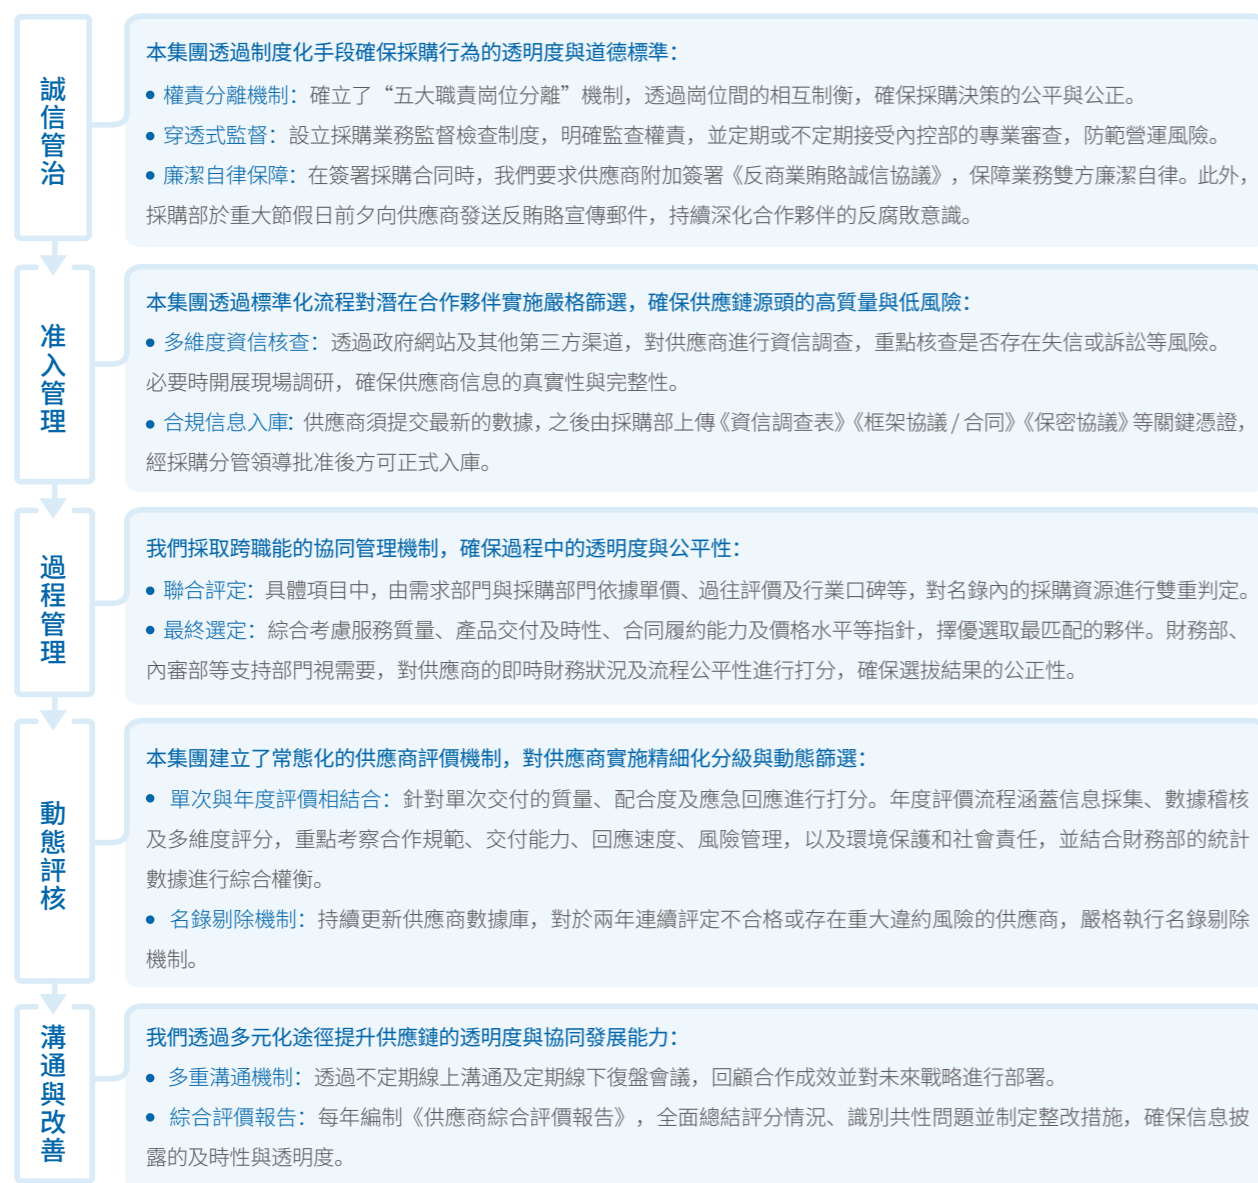 誠信管治
本集團透過制度化手段確保採購行為的透明度與道德標準：
• 權責分離機制：確立了“五大職責崗位分離”機制，透過崗位間的相互制衡，確保採購決策的公平與公正。
• 穿透式監督：設立採購業務監督檢查制度，明確監查權責，並定期或不定期接受內控部的專業審查，防範營運風險。
• 廉潔自律保障：在簽署採購合同時，我們要求供應商附加簽署《反商業賄賂誠信協議》，保障業務雙方廉潔自律。此外，
採購部於重大節假日前夕向供應商發送反賄賂宣傳郵件，持續深化合作夥伴的反腐敗意識。
准入管理
本集團透過標準化流程對潛在合作夥伴實施嚴格篩選，確保供應鏈源頭的高質量與低風險：
• 多維度資信核查：透過政府網站及其他第三方渠道，對供應商進行資信調查，重點核查是否存在失信或訴訟等風險。
必要時開展現場調研，確保供應商信息的真實性與完整性。
• 合規信息入庫：供應商須提交最新的數據，之後由採購部上傳《資信調查表》《框架協議 / 合同》《保密協議》等關鍵憑證，
經採購分管領導批准後方可正式入庫。
過程管理
我們採取跨職能的協同管理機制，確保過程中的透明度與公平性：
• 聯合評定：具體項目中，由需求部門與採購部門依據單價、過往評價及行業口碑等，對名錄內的採購資源進行雙重判定。
• 最終選定：綜合考慮服務質量、產品交付及時性、合同履約能力及價格水平等指針，擇優選取最匹配的夥伴。財務部、
內審部等支持部門視需要，對供應商的即時財務狀況及流程公平性進行打分，確保選拔結果的公正性。
動態評核
本集團建立了常態化的供應商評價機制，對供應商實施精細化分級與動態篩選：
• 單次與年度評價相結合：針對單次交付的質量、配合度及應急回應進行打分。年度評價流程涵蓋信息採集、數據稽核
及多維度評分，重點考察合作規範、交付能力、回應速度、風險管理，以及環境保護和社會責任，並結合財務部的統計
數據進行綜合權衡。
• 名錄剔除機制：持續更新供應商數據庫，對於兩年連續評定不合格或存在重大違約風險的供應商，嚴格執行名錄剔除
機制。
溝通與改善
我們透過多元化途徑提升供應鏈的透明度與協同發展能力：
• 多重溝通機制：透過不定期線上溝通及定期線下復盤會議，回顧合作成效並對未來戰略進行部署。
• 綜合評價報告：每年編制《供應商綜合評價報告》，全面總結評分情況、識別共性問題並制定整改措施，確保信息披
露的及時性與透明度。